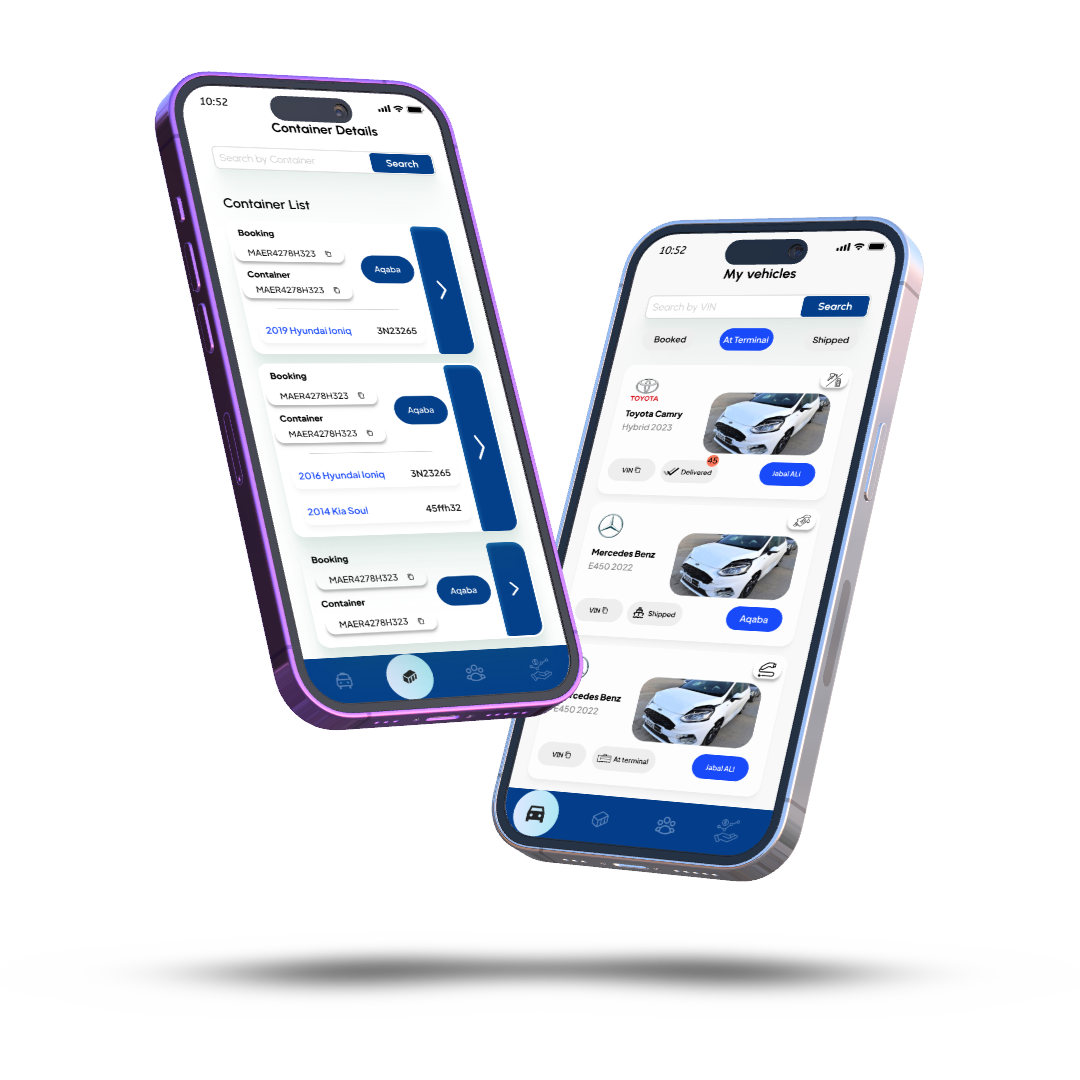 10:52
Container Details
Search by Container
Search
Container List
Booking
MAER4278H323
Aqaba
Container
MAER4278H323
2019 Hyundai Ioniq 3N23265
Booking
MAER4278H323
Aqaba
Container
MAER4278H323
2016 Hyundai Ioniq 3N23265
2014 Kia Soul 45ffh32
Booking
MAER4278H323
Aqaba
Container
MAER4278H323
10:52
My vehicles
Search by VIN
Search
Booked At Terminal Shipped
TOYOTA
Toyota Camry
Hybrid 2023
VIN
Delivered
45
Jabal ALI
Mercedes Benz
E450 2022
VIN
Shipped
Aqaba
rcedes Benz
E450 2022
VIN
At terminal
Jabal ALI